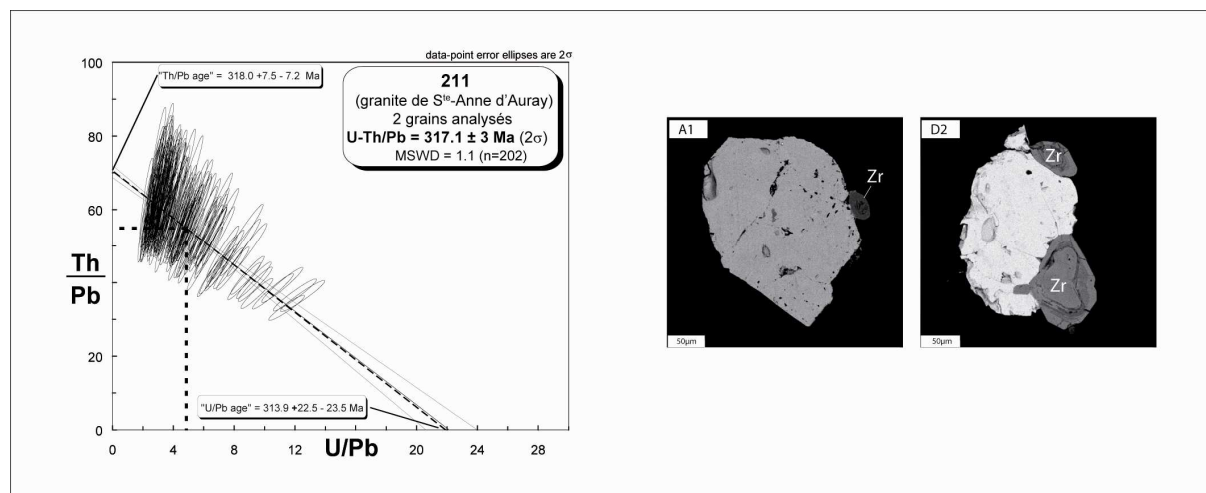 data-point error ellipses are 2σ
100
80
60
40
20
0
0
4
8
12
16
20
24
28
Th
Pb
U/Pb
"Th/Pb age" = 318.0 +7.5 - 7.2 Ma
211
(granite de Ste-Anne d'Auray)
2 grains analysés
U-Th/Pb = 317.1 ± 3 Ma (2σ)
MSWD = 1.1 (n=202)
"U/Pb age" = 313.9 +22.5 - 23.5 Ma
A1
Zr
50µm
D2
Zr
Zr
50µm